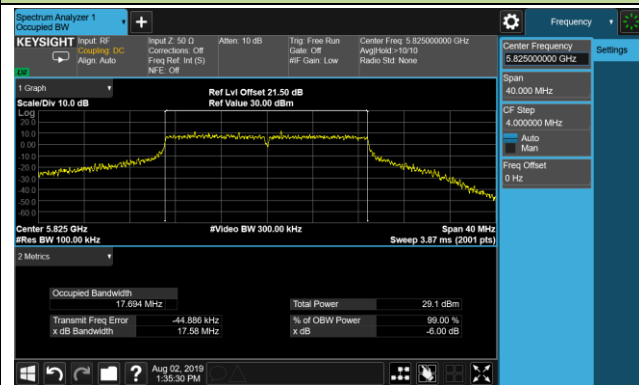 Spectrum Analyzer 1
Occupied BW
Frequency
KEYSIGHT
Input: RF
Coupling: DC
Align: Auto
Input Z: 50 Ω
Corrections: Off
Freq Ref: Int (S)
NFE: Off
Atten: 10 dB
Trig: Free Run
Gate: Off
#IF Gain: Low
Center Freq: 5.825000000 GHz
Avg|Hold:>10/10
Radio Std: None
Center Frequency
5.825000000 GHz
Settings
Span
40.000 MHz
CF Step
4.000000 MHz
Auto
Man
Freq Offset
0 Hz
1 Graph
Scale/Div 10.0 dB
Ref Lvl Offset 21.50 dB
Ref Value 30.00 dBm
Log
20.0
10.0
0.00
-10.0
-20.0
-30.0
-40.0
-50.0
-60.0
Center 5.825 GHz
#Res BW 100.00 kHz
#Video BW 300.00 kHz
Span 40 MHz
Sweep 3.87 ms (2001 pts)
2 Metrics
Occupied Bandwidth
17.694 MHz
Total Power 29.1 dBm
Transmit Freq Error -44.886 kHz
% of OBW Power 99.00 %
x dB Bandwidth 17.58 MHz
x dB -6.00 dB
?
Aug 02, 2019
1:35:30 PM